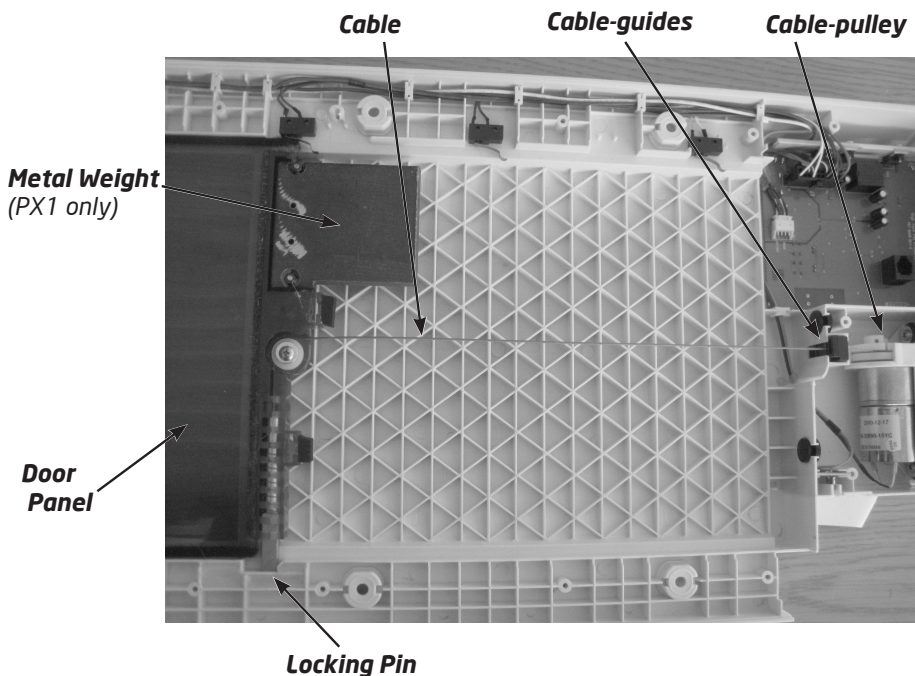 Cable
Cable-guides
Cable-pulley
Metal Weight
(PX1 only)
Door
Panel
Locking Pin